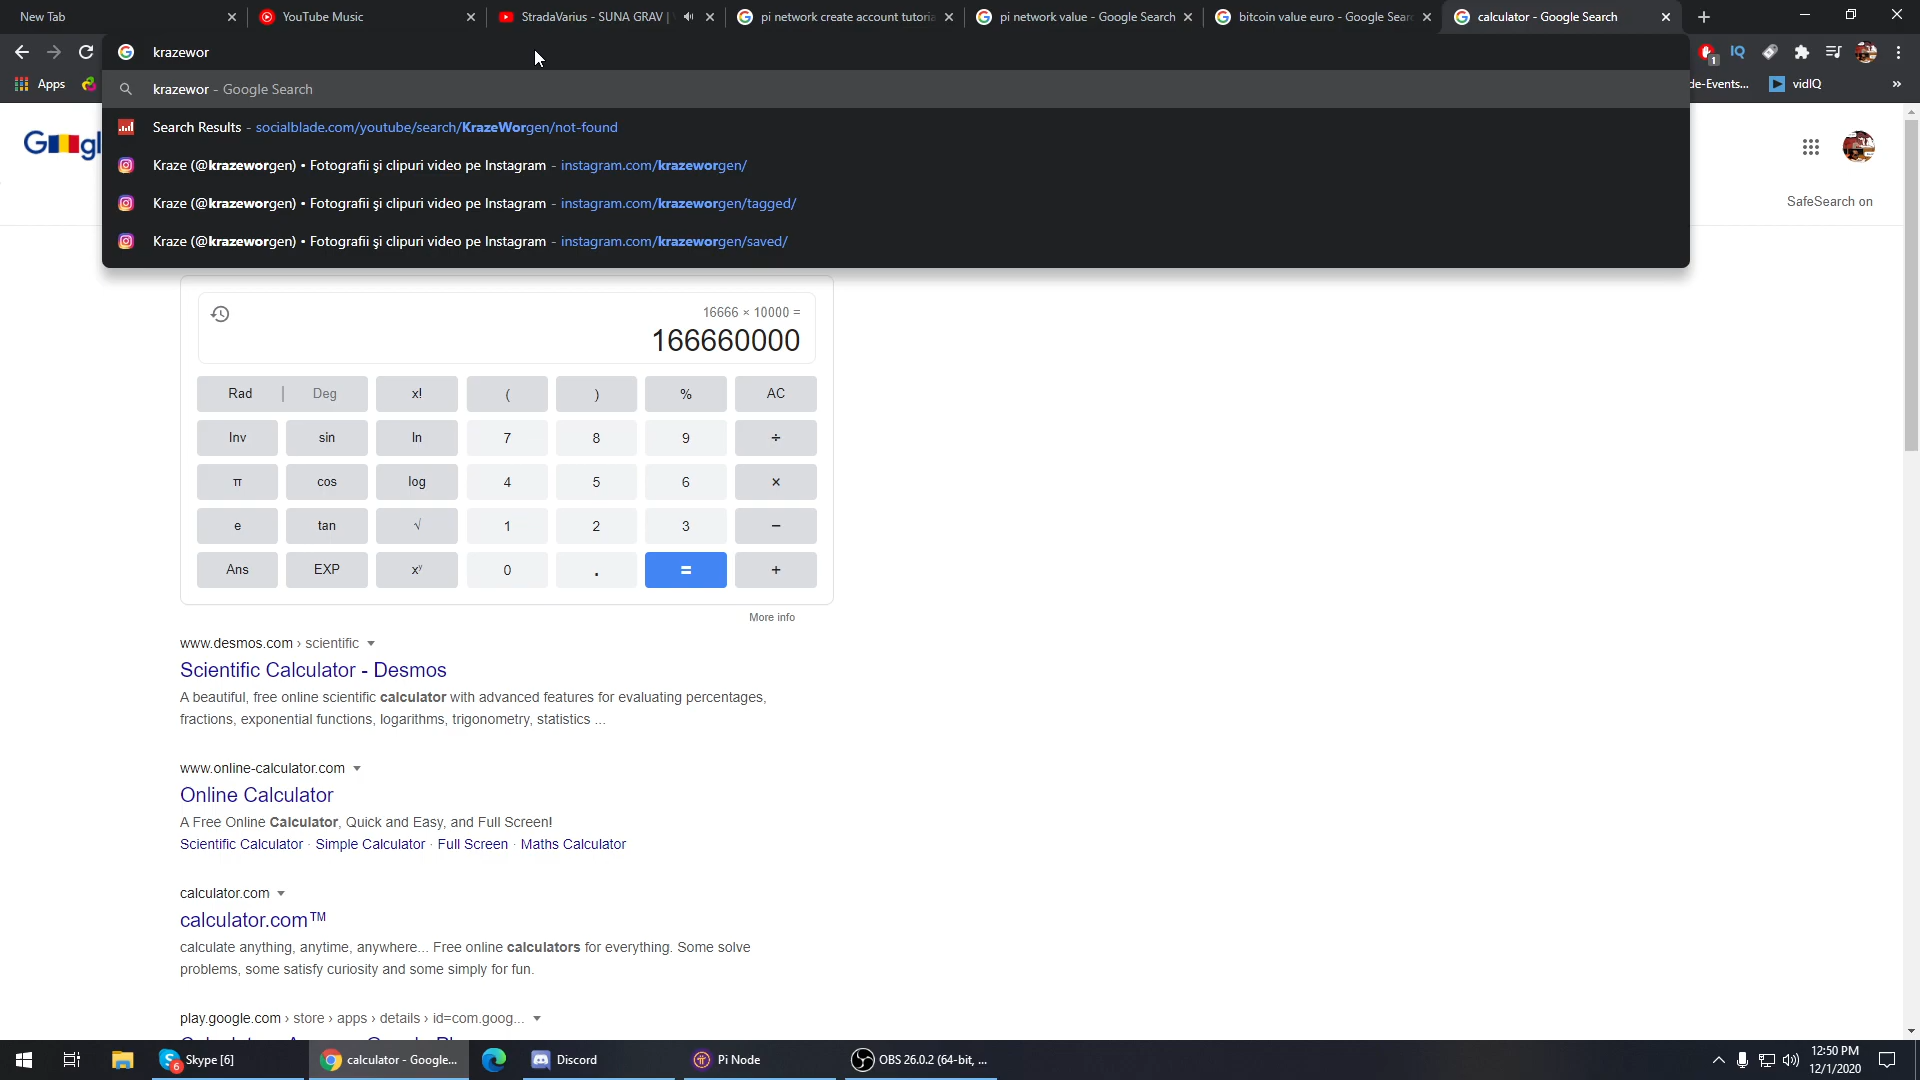 New Tab
YouTube Music
StradaVarius - SUNA GRAV |
pi network create account tutoria
pi network value - Google Search
bitcoin value euro - Google Sear
calculator - Google Search
krazewor
1
IQ
Apps
krazewor - Google Search
de-Events...
vidIQ
»
Search Results - socialblade.com/youtube/search/KrazeWorgen/not-found
Kraze (@krazeworgen) • Fotografii și clipuri video pe Instagram - instagram.com/krazeworgen/
Kraze (@krazeworgen) • Fotografii și clipuri video pe Instagram - instagram.com/krazeworgen/tagged/
Kraze (@krazeworgen) • Fotografii și clipuri video pe Instagram - instagram.com/krazeworgen/saved/
SafeSearch on
16666 × 10000 =
166660000
Rad | Deg x! ( ) % AC
Inv sin ln 7 8 9 ÷
π cos log 4 5 6 ×
e tan √ 1 2 3 −
Ans EXP xʸ 0 . = +
More info
www.desmos.com › scientific
Scientific Calculator - Desmos
A beautiful, free online scientific calculator with advanced features for evaluating percentages,
fractions, exponential functions, logarithms, trigonometry, statistics ...
www.online-calculator.com
Online Calculator
A Free Online Calculator, Quick and Easy, and Full Screen!
Scientific Calculator · Simple Calculator · Full Screen · Maths Calculator
calculator.com
calculator.com™
calculate anything, anytime, anywhere... Free online calculators for everything. Some solve
problems, some satisfy curiosity and some simply for fun.
play.google.com › store › apps › details › id=com.goog...
Skype [6]
6
calculator - Google...
Discord
Pi Node
OBS 26.0.2 (64-bit, ...
12:50 PM
12/1/2020